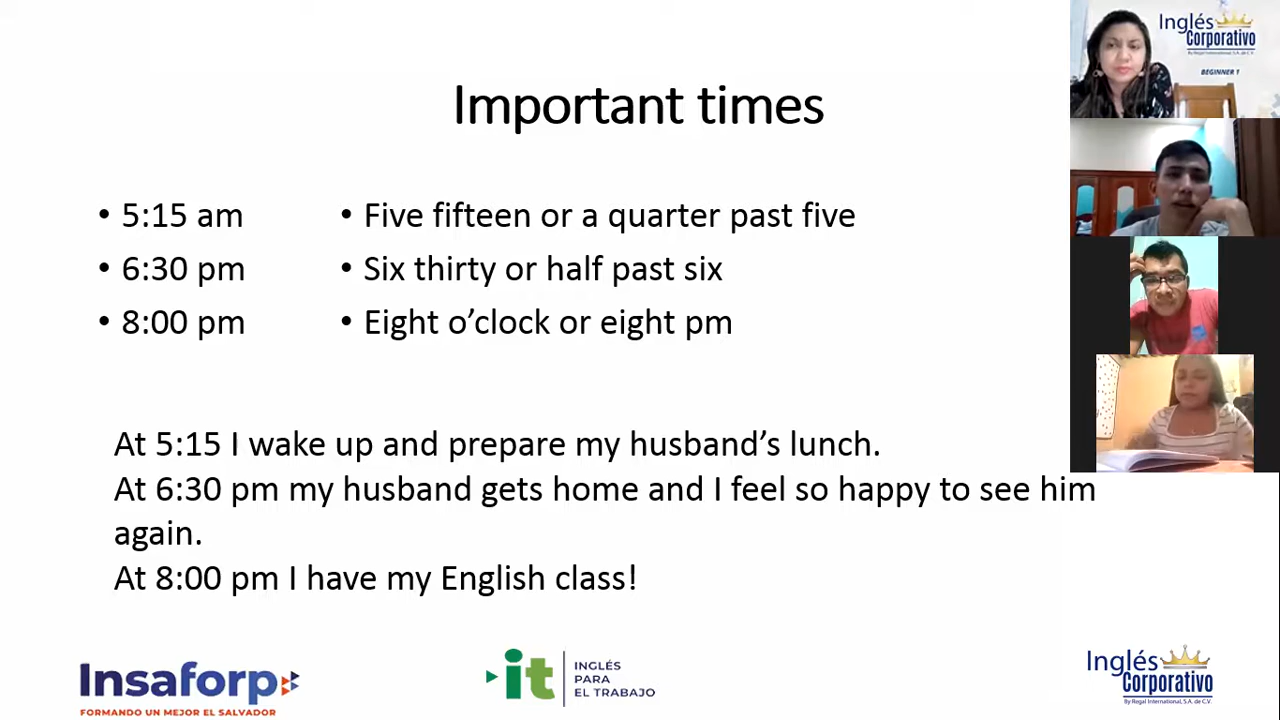 Important times
• 5:15 am
• Five fifteen or a quarter past five
• 6:30 pm
• Six thirty or half past six
• 8:00 pm
• Eight o’clock or eight pm
At 5:15 I wake up and prepare my husband’s lunch.
At 6:30 pm my husband gets home and I feel so happy to see him
again.
At 8:00 pm I have my English class!
Inglés
Corporativo
By Regal International, S.A. de C.V.
BEGINNER 1
Insaforp
FORMANDO UN MEJOR EL SALVADOR
it
INGLÉS
PARA
EL TRABAJO
Inglés
Corporativo
By Regal International, S.A. de C.V.